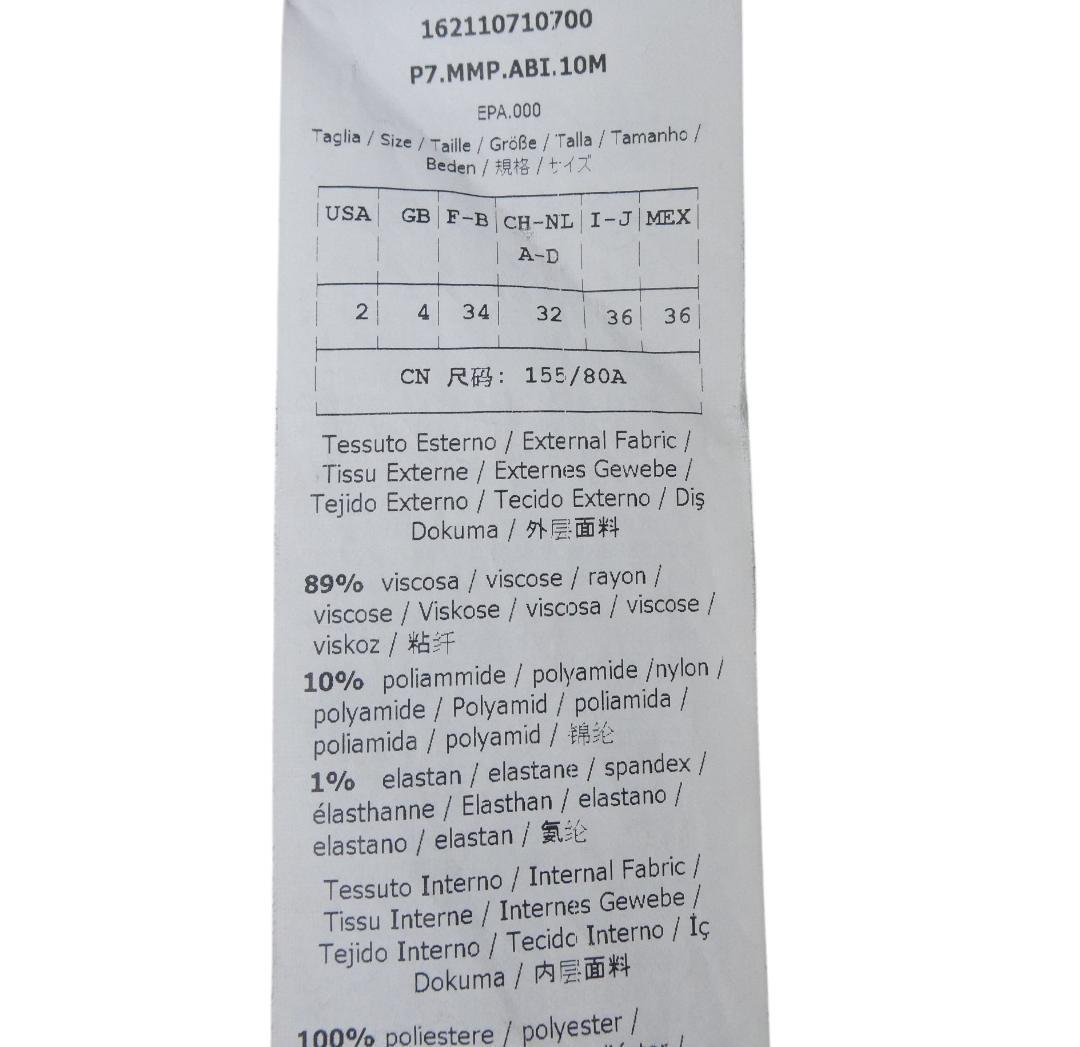 162110710700
P7.MMP.ABI.10M
EPA.000
Taglia / Size / Taille / Größe / Talla / Tamanho /
Beden / 規格 / サイズ
USA GB F-B CH-NL I-J MEX
A-D
2 4 34 32 36 36
CN 尺码: 155/80A
Tessuto Esterno / External Fabric /
Tissu Externe / Externes Gewebe /
Tejido Externo / Tecido Externo / Diş
Dokuma / 外层面料
89% viscosa / viscose / rayon /
viscose / Viskose / viscosa / viscose /
viskoz / 粘纤
10% poliammide / polyamide /nylon /
polyamide / Polyamid / poliamida /
poliamida / polyamid / 锦纶
1% elastan / elastane / spandex /
élasthanne / Elasthan / elastano /
elastano / elastan / 氨纶
Tessuto Interno / Internal Fabric /
Tissu Interne / Internes Gewebe /
Tejido Interno / Tecido Interno / İç
Dokuma / 内层面料
100% poliestere / polyester /